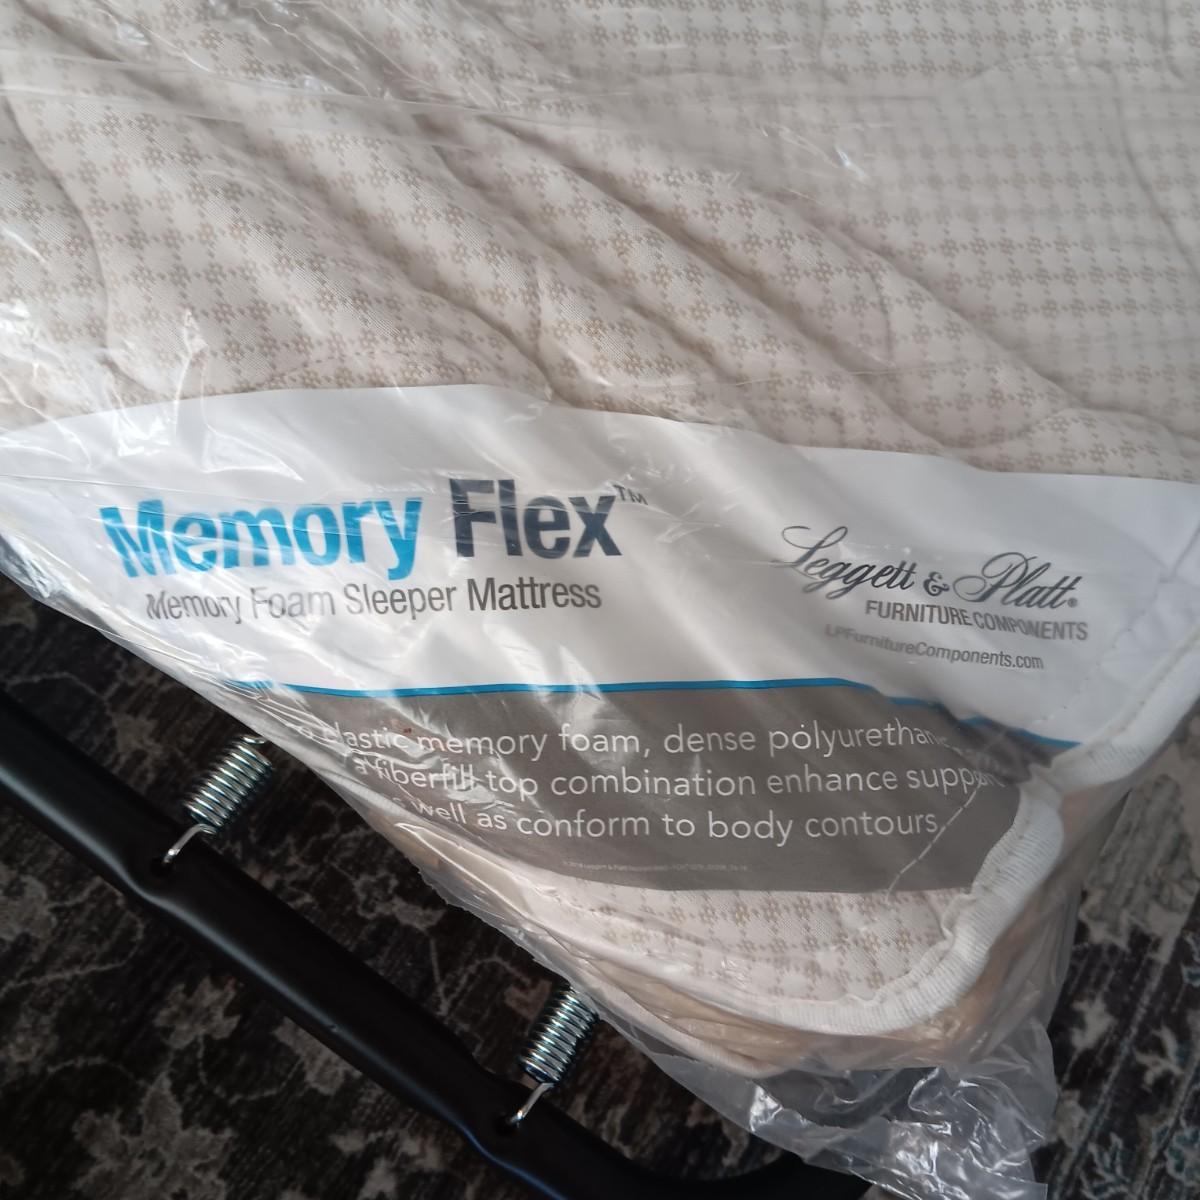 Memory Flex™
Memory Foam Sleeper Mattress
Leggett & Platt®
FURNITURE COMPONENTS
LPFurnitureComponents.com
memory foam, dense polyurethane
a fiberfill top combination enhance support
well as conform to body contours